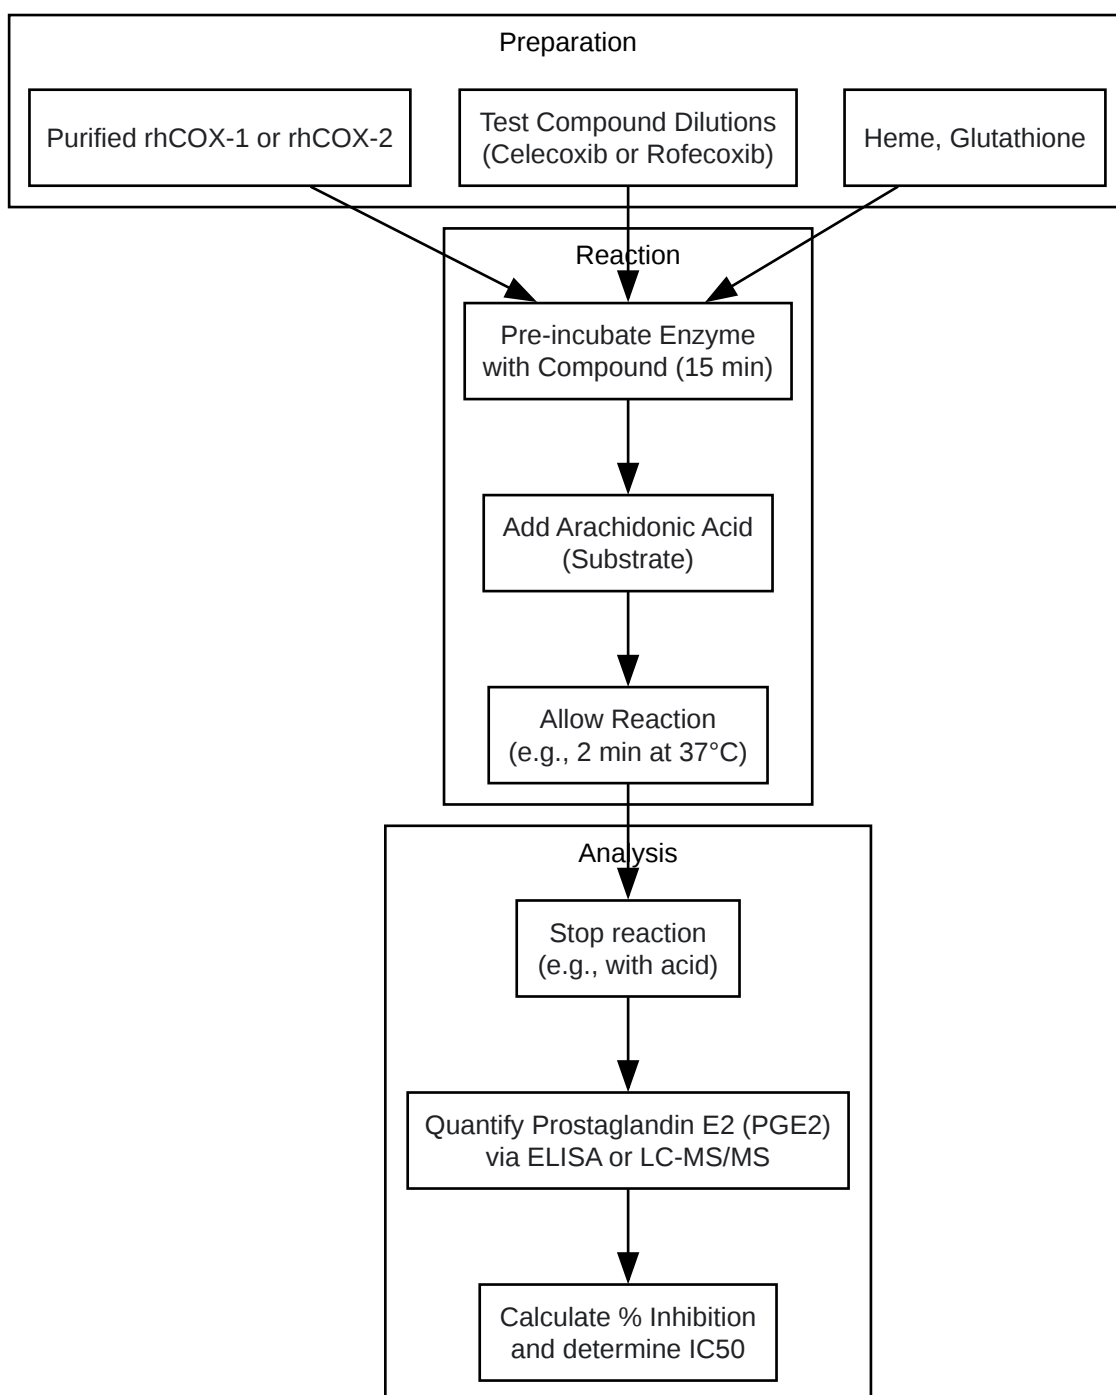 Preparation
Purified rhCOX-1 or rhCOX-2
Test Compound Dilutions
(Celecoxib or Rofecoxib)
Heme, Glutathione
Reaction
Pre-incubate Enzyme
with Compound (15 min)
Add Arachidonic Acid
(Substrate)
Allow Reaction
(e.g., 2 min at 37°C)
Analysis
Stop reaction
(e.g., with acid)
Quantify Prostaglandin E2 (PGE2)
via ELISA or LC-MS/MS
Calculate % Inhibition
and determine IC50